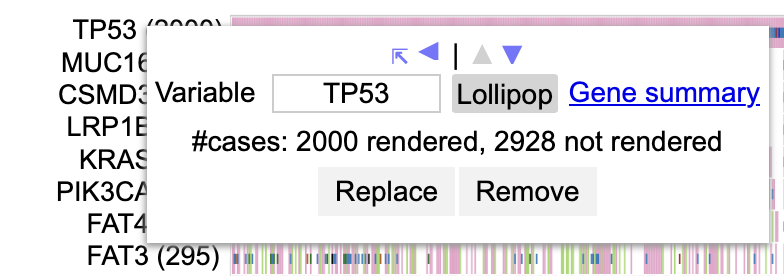 TP53 (2000)
MUC16
CSMD3
LRP1B
KRAS
PIK3CA
FAT4
FAT3 (295)
|
Variable TP53 Lollipop Gene summary
#cases: 2000 rendered, 2928 not rendered
Replace Remove